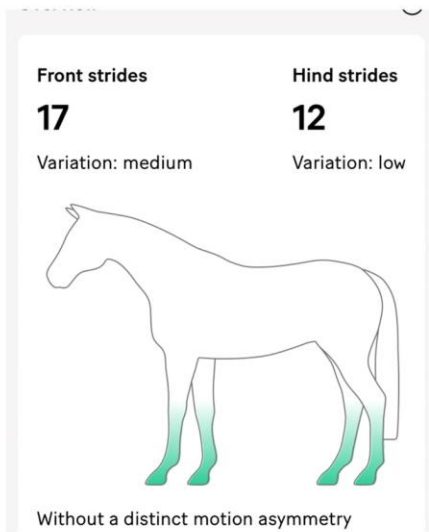 Front strides Hind strides
17 12
Variation: medium Variation: low
Without a distinct motion asymmetry